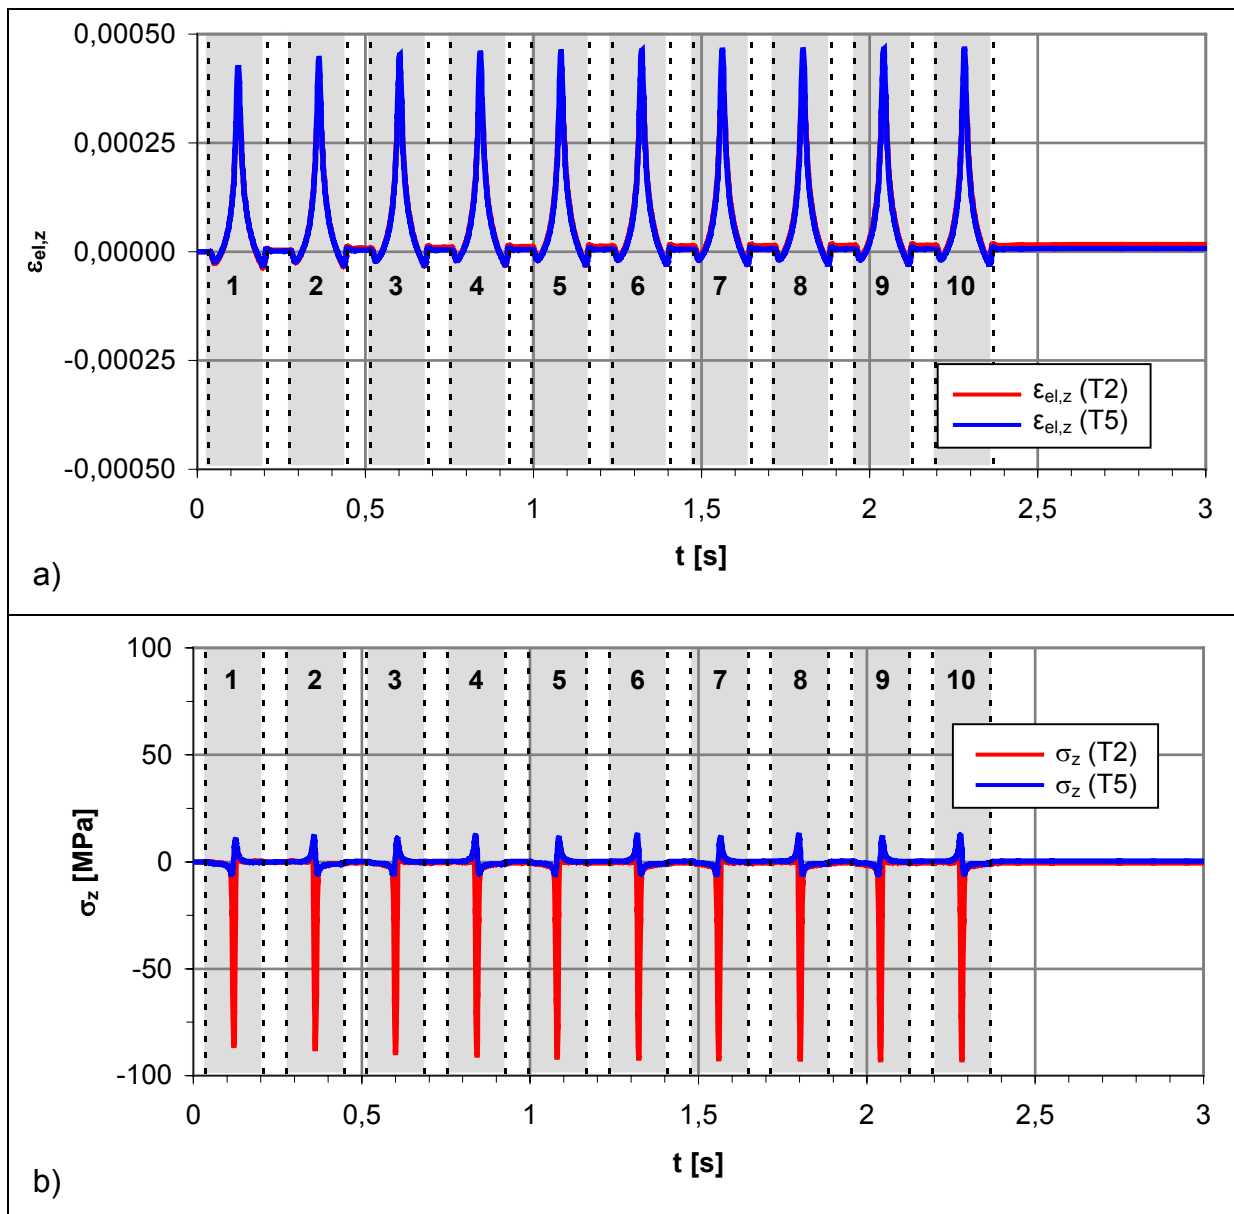 0,00050
0,00025
0,00000
-0,00025
-0,00050
εel,z
1 2 3 4 5 6 7 8 9 10
εel,z (T2)
εel,z (T5)
0 0,5 1 1,5 2 2,5 3
t [s]
a)
100
50
0
-50
-100
σz [MPa]
1 2 3 4 5 6 7 8 9 10
σz (T2)
σz (T5)
0 0,5 1 1,5 2 2,5 3
t [s]
b)